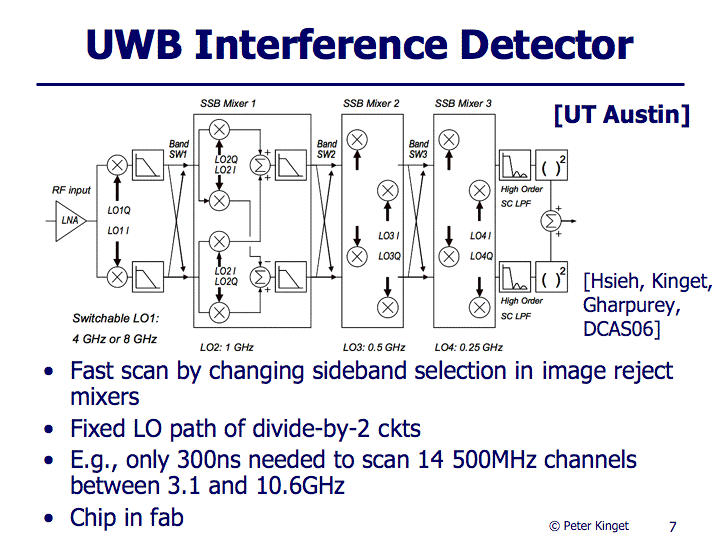 UWB Interference Detector
[UT Austin]
SSB Mixer 1
SSB Mixer 2
SSB Mixer 3
Band
SW1
Band
SW2
Band
SW3
RF input
LNA
LO1Q
LO1 I
LO2Q
LO2 I
LO2 I
LO2Q
Σ
+
+
Σ
-
+
LO3 I
LO3Q
LO4 I
LO4Q
High Order
SC LPF
( )2
High Order
SC LPF
( )2
Σ
+
+
Switchable LO1:
4 GHz or 8 GHz
LO2: 1 GHz
LO3: 0.5 GHz
LO4: 0.25 GHz
[Hsieh, Kinget,
Gharpurey,
DCAS06]
• Fast scan by changing sideband selection in image reject
mixers
• Fixed LO path of divide-by-2 ckts
• E.g., only 300ns needed to scan 14 500MHz channels
between 3.1 and 10.6GHz
• Chip in fab
© Peter Kinget
7